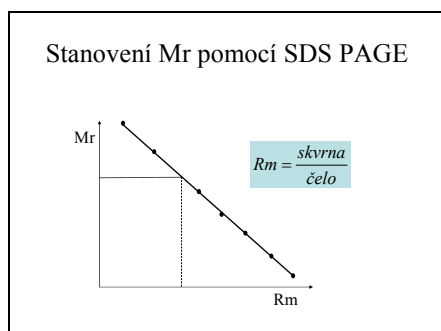 Stanovení Mr pomocí SDS PAGE
Mr
Rm = skvrna / čelo
Rm